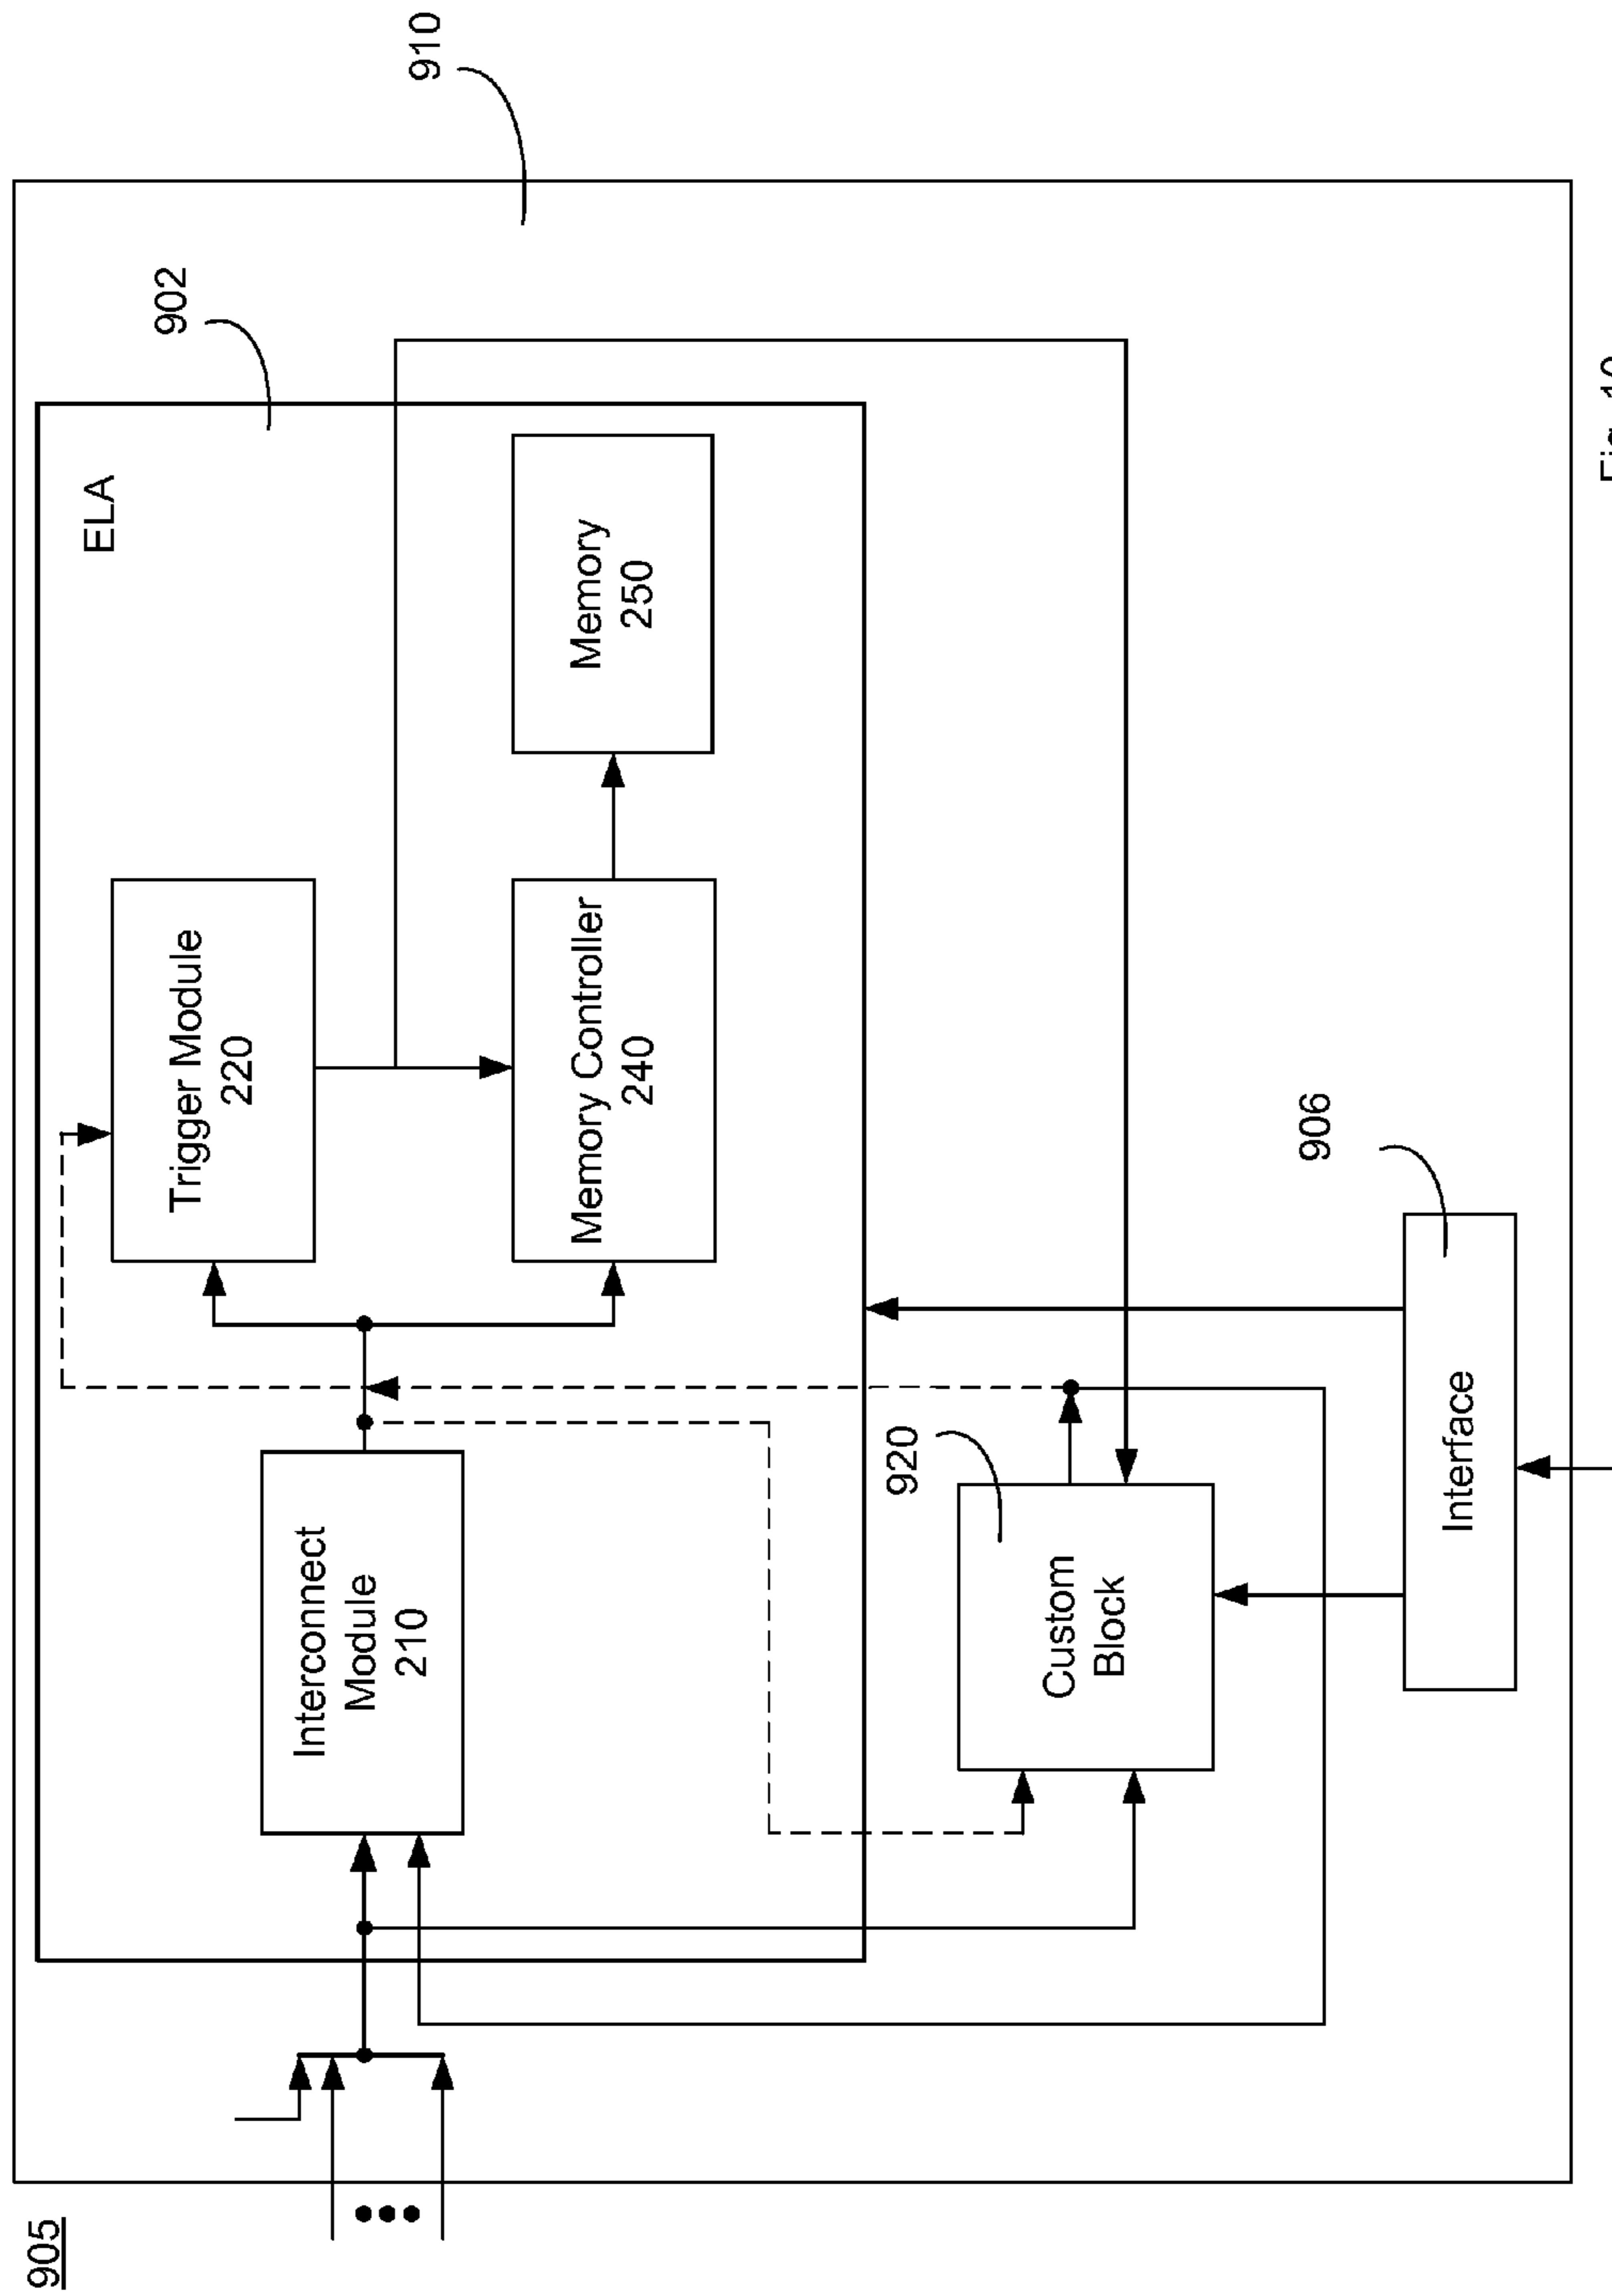 905
910
902
ELA
Trigger Module
220
Interconnect
Module
210
Memory Controller
240
Memory
250
920
Custom
Block
906
Interface